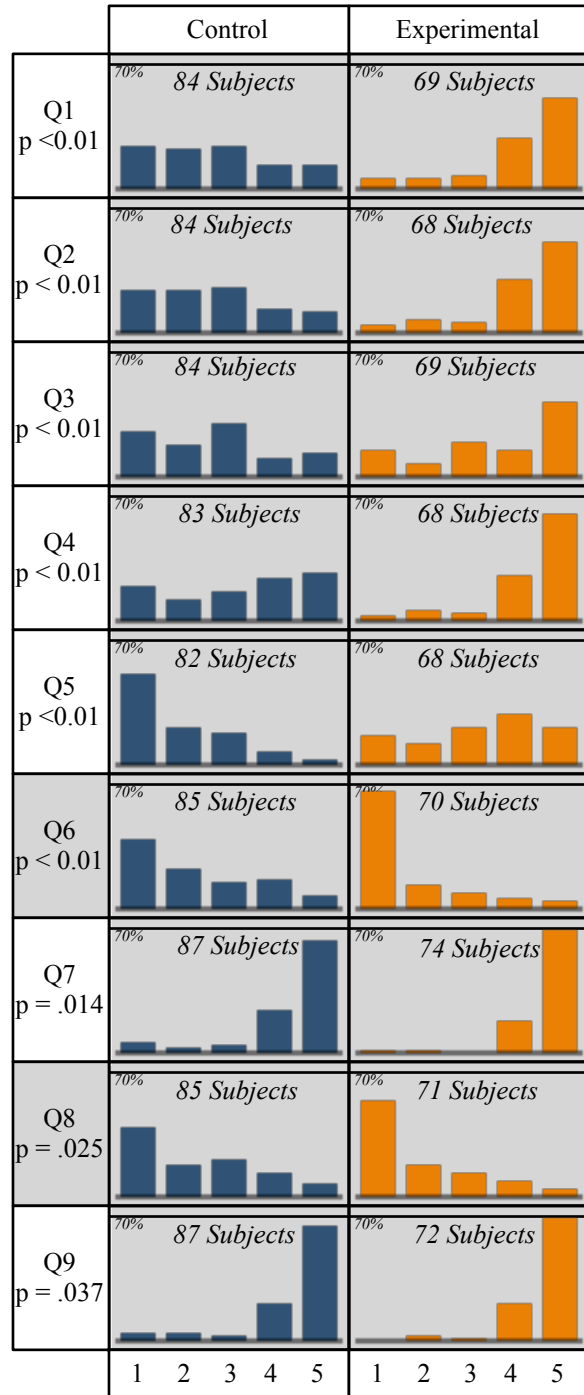 Control
Experimental
Q1
p <0.01
70%
84 Subjects
70%
69 Subjects
Q2
p < 0.01
70%
84 Subjects
70%
68 Subjects
Q3
p < 0.01
70%
84 Subjects
70%
69 Subjects
Q4
p < 0.01
70%
83 Subjects
70%
68 Subjects
Q5
p <0.01
70%
82 Subjects
70%
68 Subjects
Q6
p < 0.01
70%
85 Subjects
70%
70 Subjects
Q7
p = .014
70%
87 Subjects
70%
74 Subjects
Q8
p = .025
70%
85 Subjects
70%
71 Subjects
Q9
p = .037
70%
87 Subjects
70%
72 Subjects
1 2 3 4 5
1 2 3 4 5